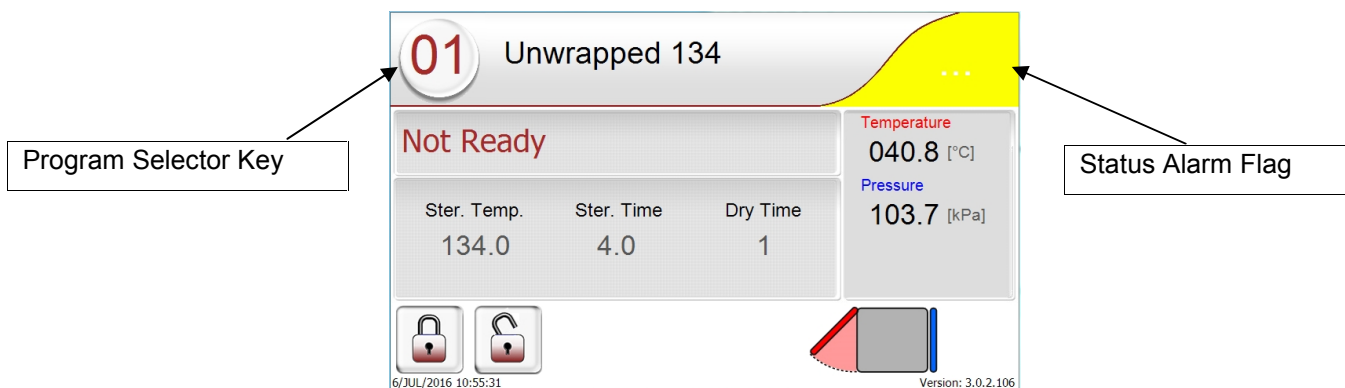 01
Unwrapped 134
...
Program Selector Key
Not Ready
Temperature
040.8 [°C]
Pressure
103.7 [kPa]
Status Alarm Flag
Ster. Temp. Ster. Time Dry Time
134.0 4.0 1
6/JUL/2016 10:55:31
Version: 3.0.2.106